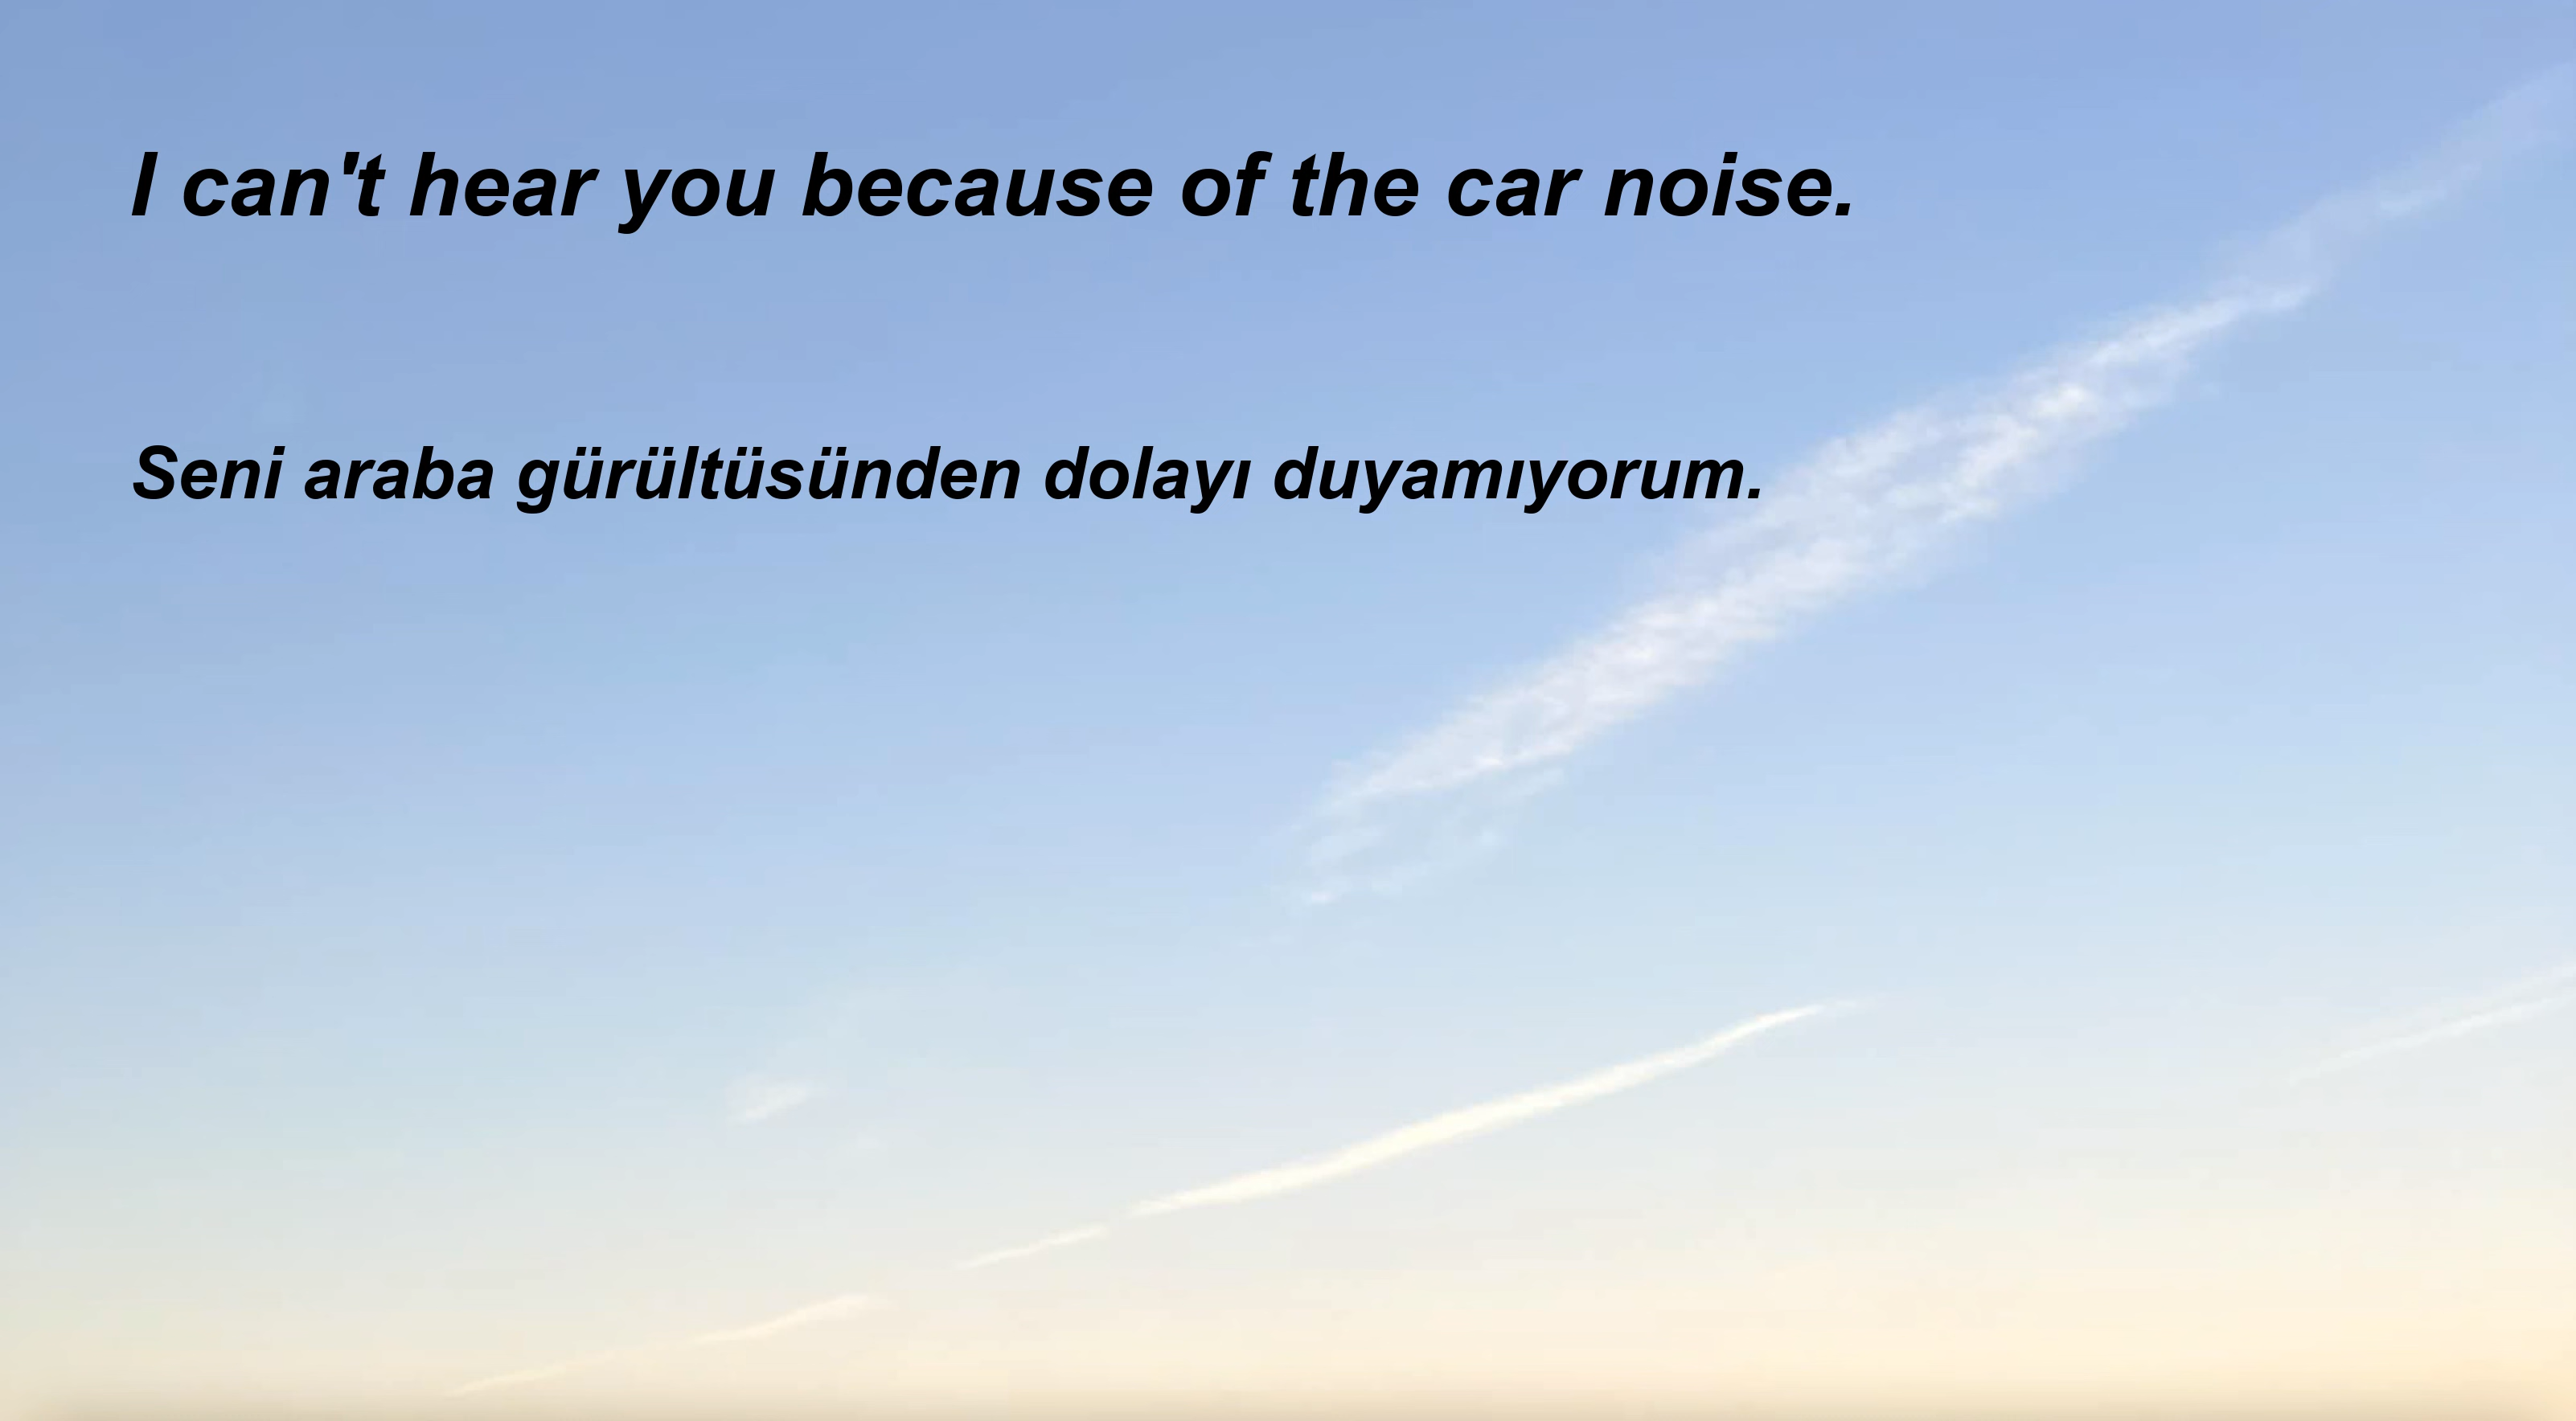 I can't hear you because of the car noise.
Seni araba gürültüsünden dolayı duyamıyorum.